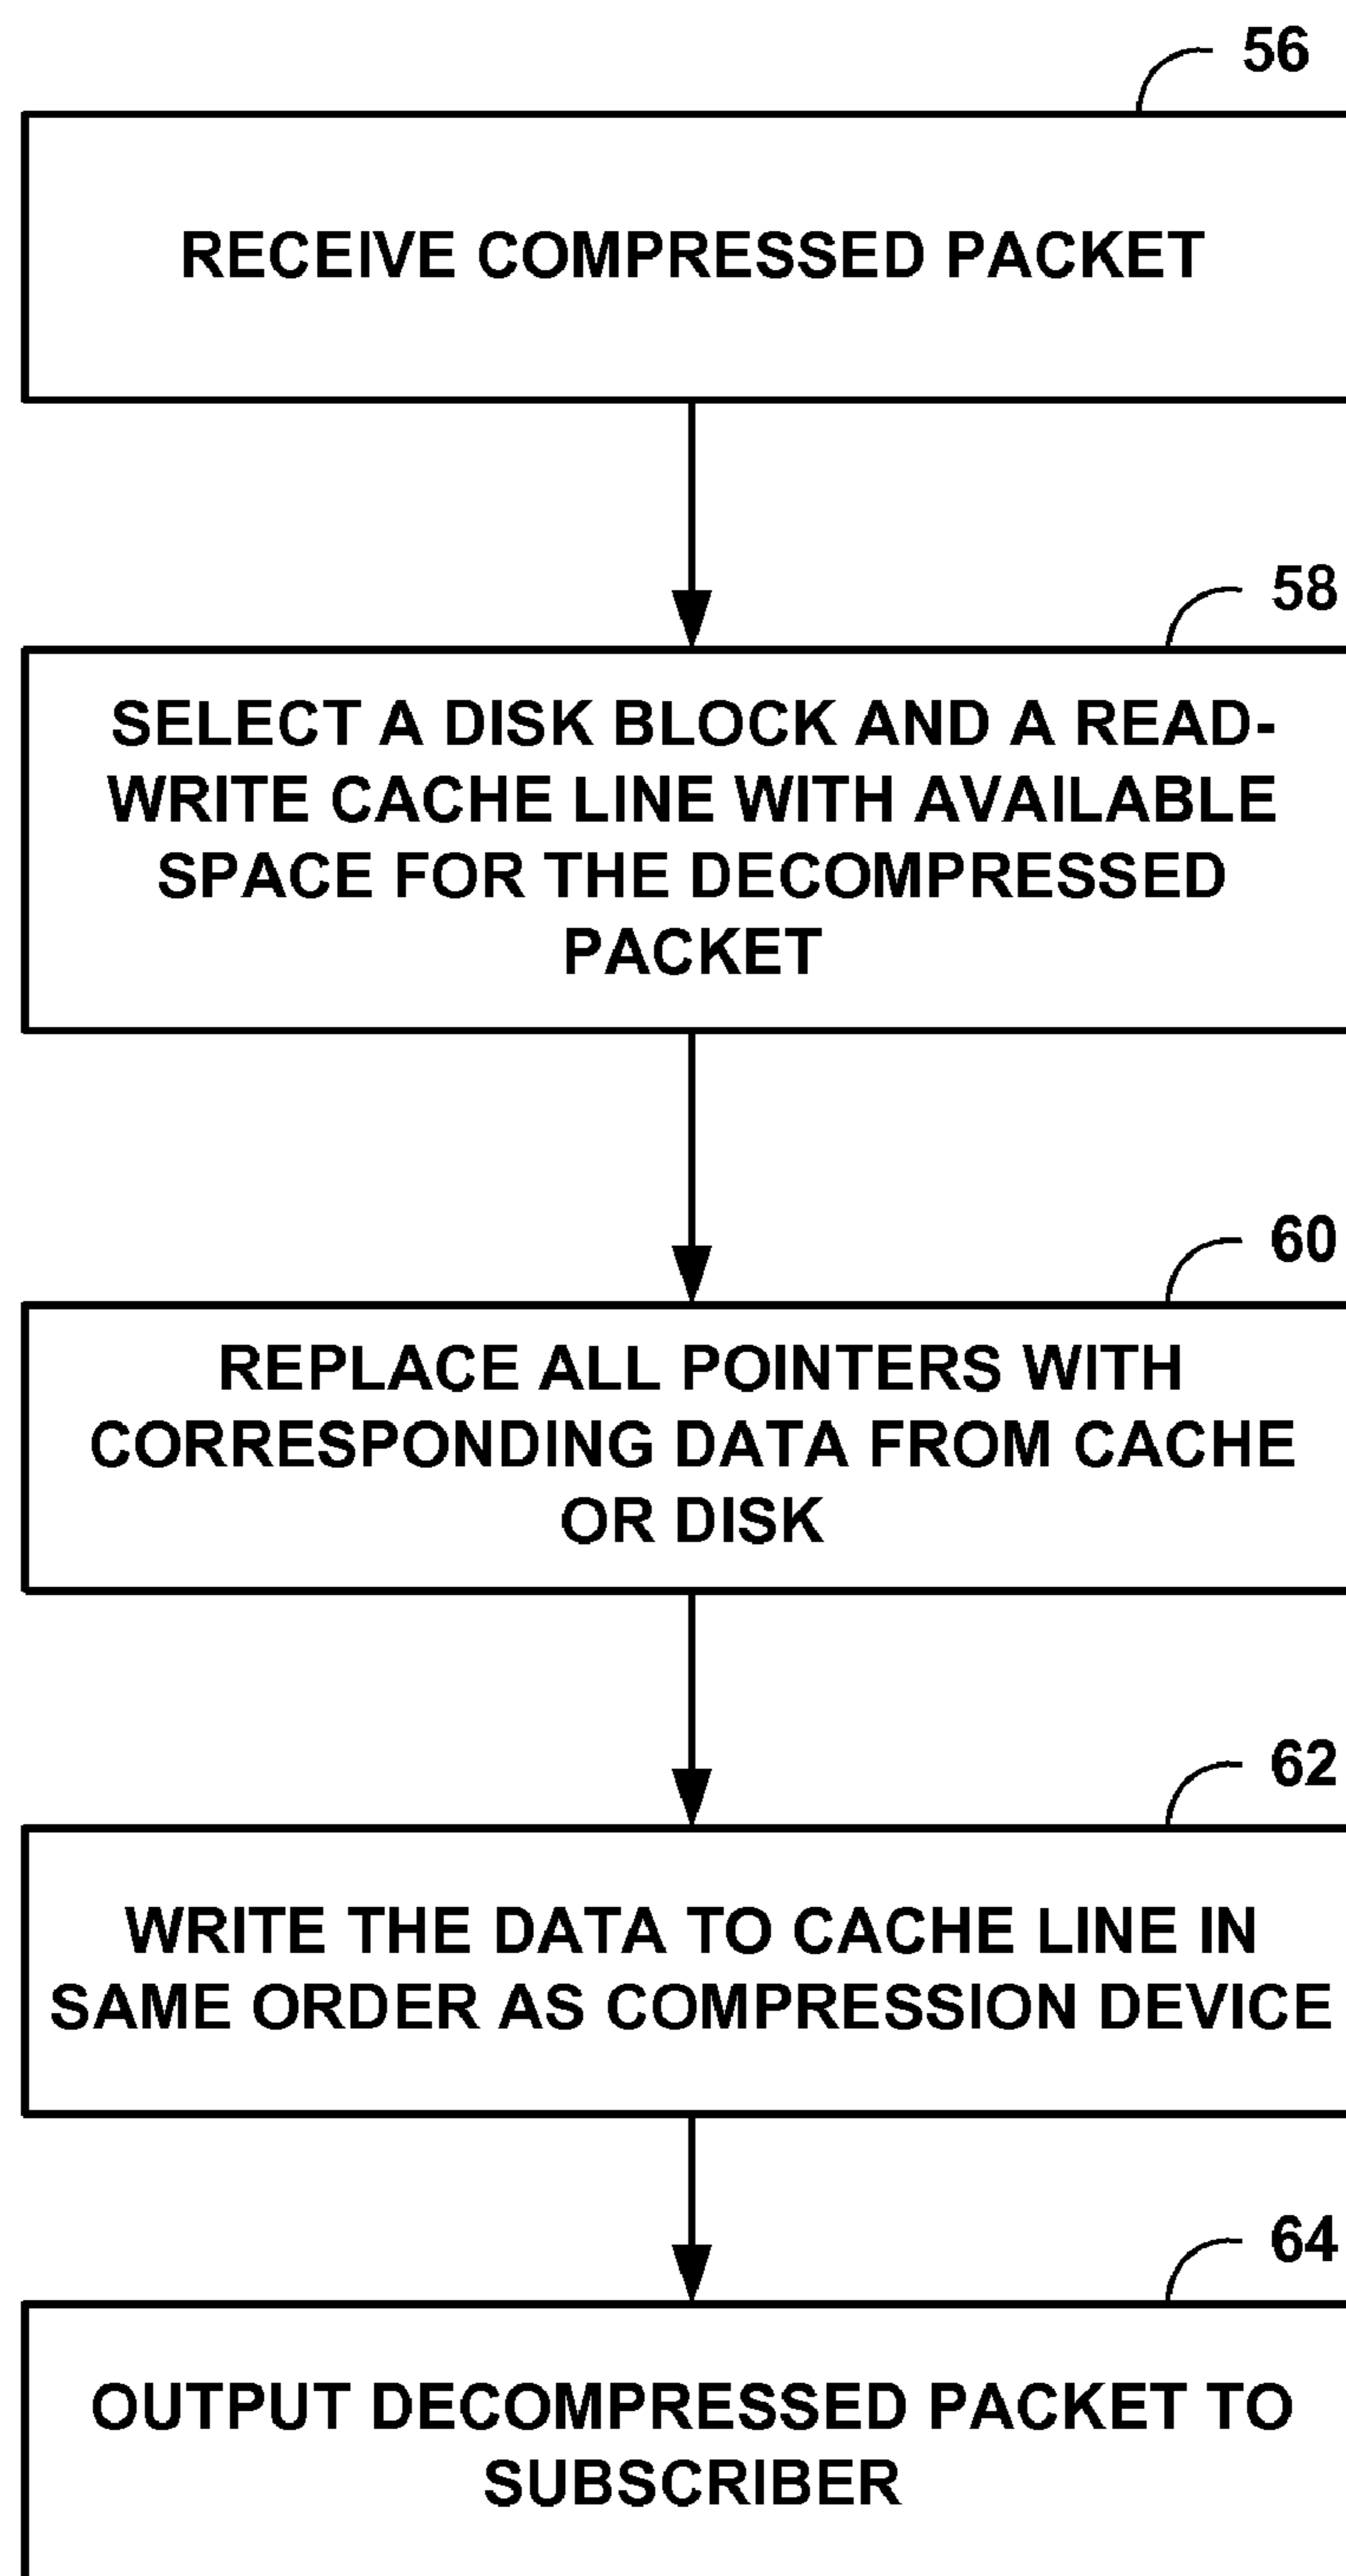 56
RECEIVE COMPRESSED PACKET
58
SELECT A DISK BLOCK AND A READ-
WRITE CACHE LINE WITH AVAILABLE
SPACE FOR THE DECOMPRESSED
PACKET
60
REPLACE ALL POINTERS WITH
CORRESPONDING DATA FROM CACHE
OR DISK
62
WRITE THE DATA TO CACHE LINE IN
SAME ORDER AS COMPRESSION DEVICE
64
OUTPUT DECOMPRESSED PACKET TO
SUBSCRIBER